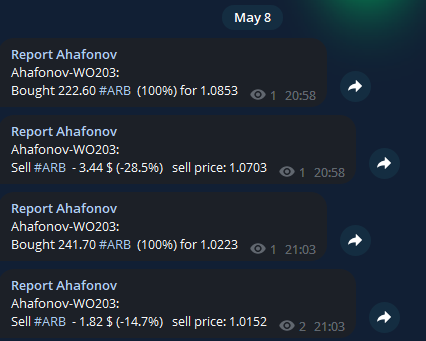 May 8
Report Ahafonov
Ahafonov-WO203:
Bought 222.60 #ARB (100%) for 1.0853
1 20:58
Report Ahafonov
Ahafonov-WO203:
Sell #ARB - 3.44 $ (-28.5%) sell price: 1.0703
1 20:58
Report Ahafonov
Ahafonov-WO203:
Bought 241.70 #ARB (100%) for 1.0223
1 21:03
Report Ahafonov
Ahafonov-WO203:
Sell #ARB - 1.82 $ (-14.7%) sell price: 1.0152
2 21:03